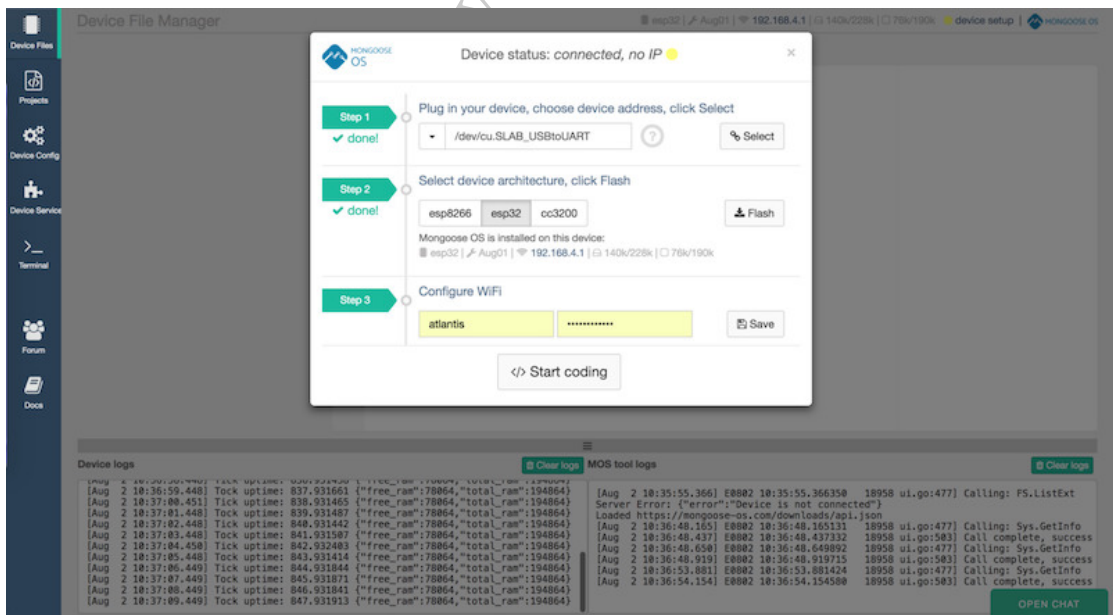 Device File Manager
esp32 | Aug01 | 192.168.4.1 | 140k/228k | 76k/190k device setup | MONGOOSE OS
Device Files
Projects
Device Config
Device Service
Terminal
Forum
Docs
MONGOOSE OS
Device status: connected, no IP
×
Step 1
done!
Plug in your device, choose device address, click Select
/dev/cu.SLAB_USBtoUART
?
Select
Step 2
done!
Select device architecture, click Flash
esp8266 esp32 cc3200
Flash
Mongoose OS is installed on this device:
esp32 | Aug01 | 192.168.4.1 | 140k/228k | 76k/190k
Step 3
Configure WiFi
atlantis ••••••••••••
Save
</> Start coding
Device logs
Clear logs
[Aug 2 10:36:59.448] Tock uptime: 837.931661 {"free_ram":78064,"total_ram":194864}
[Aug 2 10:37:00.451] Tick uptime: 838.931465 {"free_ram":78064,"total_ram":194864}
[Aug 2 10:37:01.448] Tock uptime: 839.931487 {"free_ram":78064,"total_ram":194864}
[Aug 2 10:37:02.448] Tick uptime: 840.931442 {"free_ram":78064,"total_ram":194864}
[Aug 2 10:37:03.448] Tock uptime: 841.931507 {"free_ram":78064,"total_ram":194864}
[Aug 2 10:37:04.450] Tick uptime: 842.932403 {"free_ram":78064,"total_ram":194864}
[Aug 2 10:37:05.448] Tock uptime: 843.931414 {"free_ram":78064,"total_ram":194864}
[Aug 2 10:37:06.449] Tick uptime: 844.931844 {"free_ram":78064,"total_ram":194864}
[Aug 2 10:37:07.449] Tock uptime: 845.931871 {"free_ram":78064,"total_ram":194864}
[Aug 2 10:37:08.449] Tick uptime: 846.931841 {"free_ram":78064,"total_ram":194864}
[Aug 2 10:37:09.449] Tock uptime: 847.931913 {"free_ram":78064,"total_ram":194864}
MOS tool logs
Clear logs
[Aug 2 10:35:55.366] E0802 10:35:55.366350 18958 ui.go:477] Calling: FS.ListExt
Server Error: {"error":"Device is not connected"}
Loaded https://mongoose-os.com/downloads/api.json
[Aug 2 10:36:48.165] E0802 10:36:48.165131 18958 ui.go:477] Calling: Sys.GetInfo
[Aug 2 10:36:48.437] E0802 10:36:48.437332 18958 ui.go:503] Call complete, success
[Aug 2 10:36:48.650] E0802 10:36:48.649892 18958 ui.go:477] Calling: Sys.GetInfo
[Aug 2 10:36:48.919] E0802 10:36:48.919715 18958 ui.go:503] Call complete, success
[Aug 2 10:36:53.881] E0802 10:36:53.881424 18958 ui.go:477] Calling: Sys.GetInfo
[Aug 2 10:36:54.154] E0802 10:36:54.154580 18958 ui.go:503] Call complete, success
OPEN CHAT